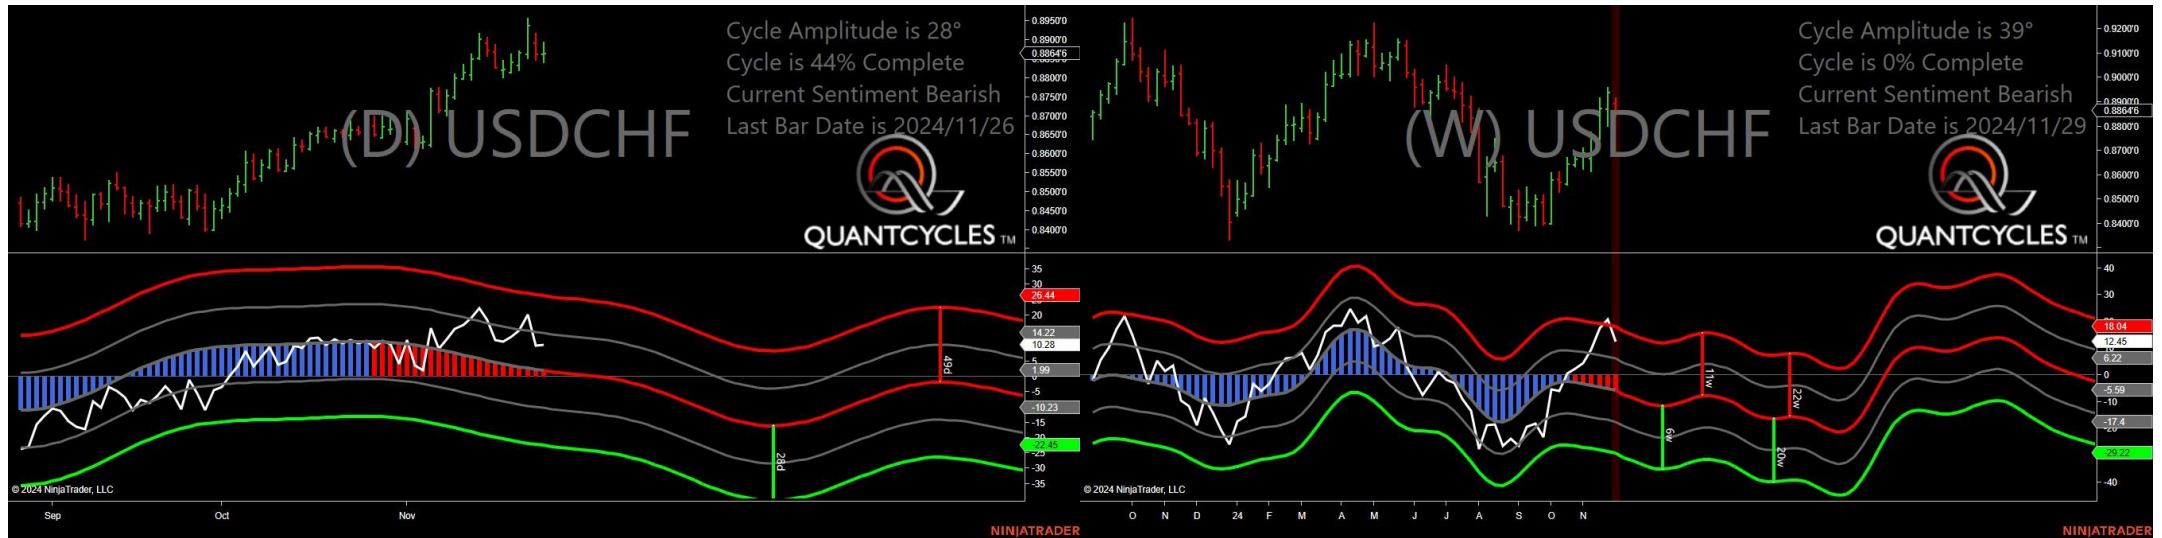 (D) USDCHF
Cycle Amplitude is 28°
Cycle is 44% Complete
Current Sentiment Bearish
Last Bar Date is 2024/11/26
QUANTCYCLES TM
0.8950'0
0.8900'0
0.8864'6
0.8800'0
0.8750'0
0.8700'0
0.8650'0
0.8600'0
0.8550'0
0.8500'0
0.8450'0
0.8400'0
35
30
26.44
20
14.22
10.28
5
1.99
0
-5
-10.23
-15
-22.45
-25
-30
-35
49d
28d
© 2024 NinjaTrader, LLC
Sep Oct Nov
NINJATRADER
(W) USDCHF
Cycle Amplitude is 39°
Cycle is 0% Complete
Current Sentiment Bearish
Last Bar Date is 2024/11/29
QUANTCYCLES TM
0.9200'0
0.9100'0
0.9000'0
0.8900'0
0.8864'6
0.8800'0
0.8700'0
0.8600'0
0.8500'0
0.8400'0
40
30
18.04
12.45
6.22
0
-5.59
-10
-17.4
-29.22
-40
11w
22w
6w
20w
© 2024 NinjaTrader, LLC
O N D 24 F M A M J J A S O N
NINJATRADER